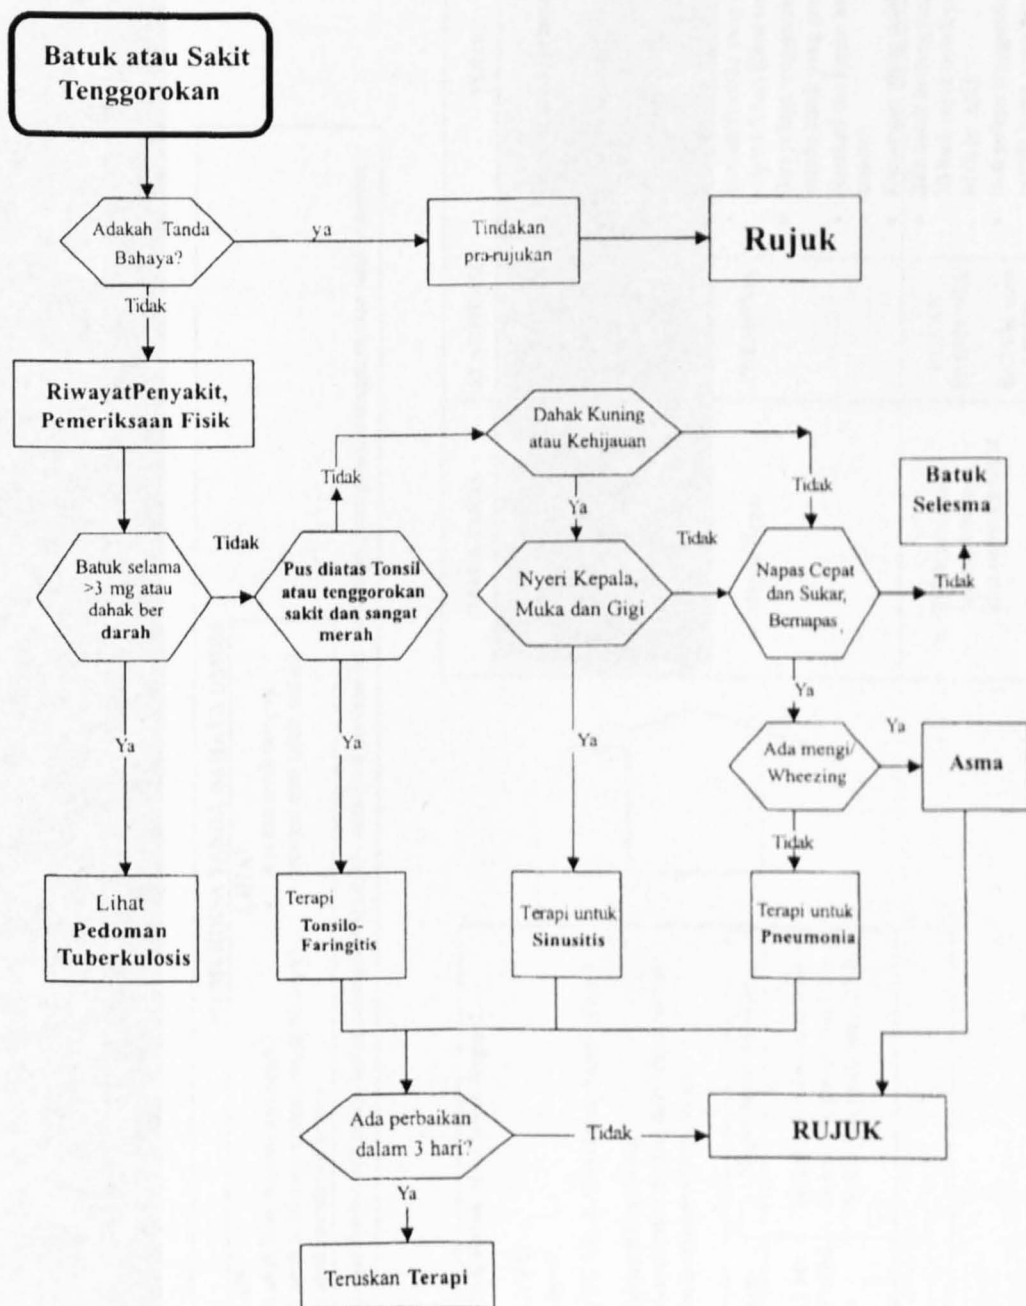 Batuk atau Sakit
Tenggorokan
Adakah Tanda
Bahaya?
ya
Tindakan
pra-rujukan
Rujuk
Tidak
RiwayatPenyakit,
Pemeriksaan Fisik
Dahak Kuning
atau Kehijauan
Tidak
Ya
Tidak
Batuk
Selesma
Batuk selama
>3 mg atau
dahak ber
darah
Tidak
Pus diatas Tonsil
atau tenggorokan
sakit dan sangat
merah
Nyeri Kepala,
Muka dan Gigi
Tidak
Napas Cepat
dan Sukar,
Bernapas
Tidak
Ya
Ya
Ya
Ya
Ada mengi/
Wheezing
Ya
Asma
Tidak
Lihat
Pedoman
Tuberkulosis
Terapi
Tonsilo-
Faringitis
Terapi untuk
Sinusitis
Terapi untuk
Pneumonia
Ada perbaikan
dalam 3 hari?
Tidak
RUJUK
Ya
Teruskan Terapi